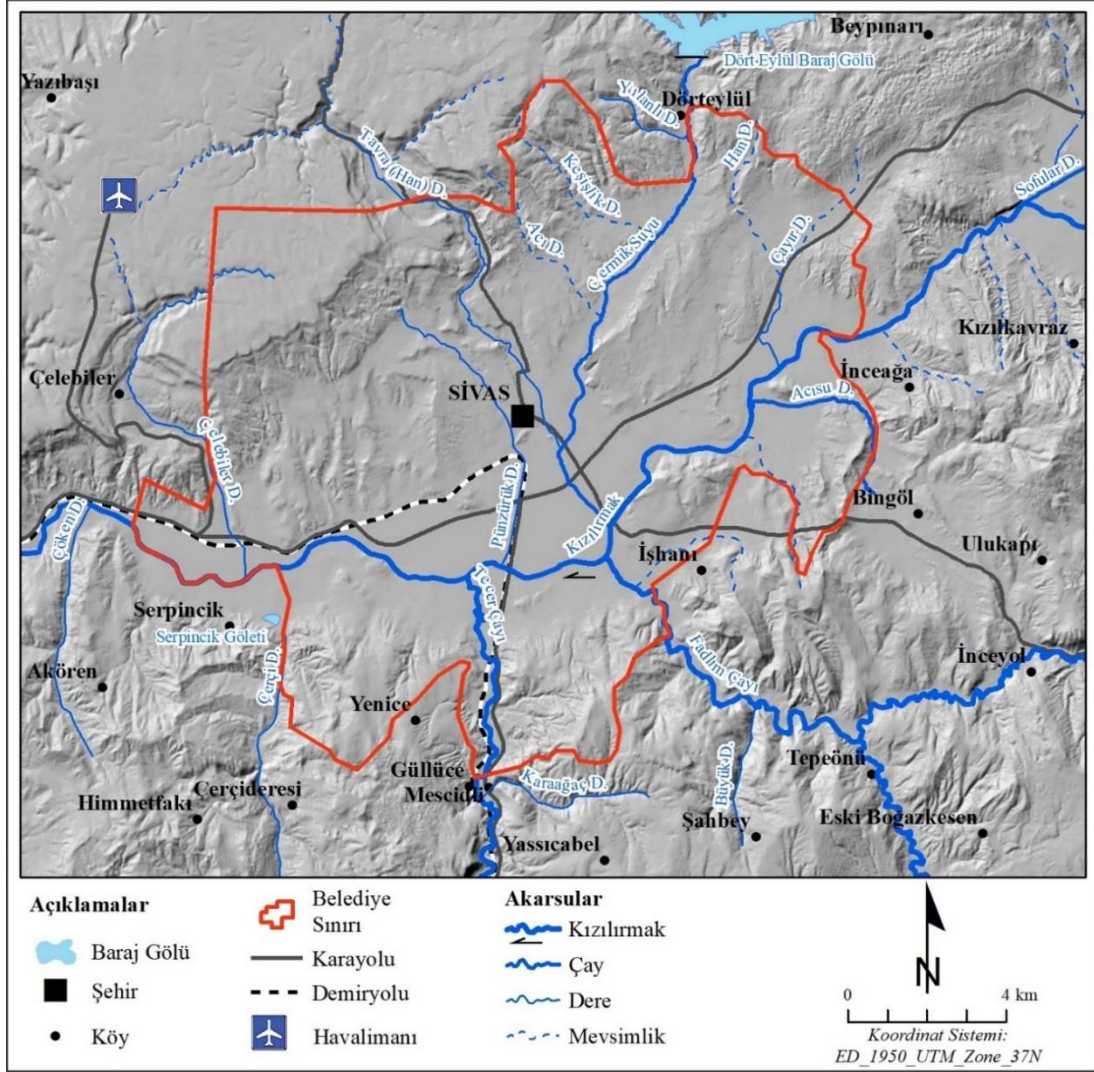 Beypınarı
Dört Eylül Baraj Gölü
Yazıbaşı
Yılanlı D.
Dörteylül
Tavra (Han) D.
Han D.
Keşişlik D.
Sofular D.
Acı D.
Çermik Suyu
Çayır D.
Kızılkavraz
Çelebiler
İnceağa
SİVAS
Acısu D.
Çelebiler D.
Pünzürük D.
Bingöl
Çöken D.
Kızılırmak
İşhanı
Ulukapı
Tecer Çayı
Serpincik
Serpincik Göleti
Fadlım Çayı
İnceyol
Akören
Çerçi D.
Yenice
Tepeönü
Güllüce
Karaağaç D.
Büyük D.
Mescidli
Himmetfakı
Çerçideresi
Şahbey
Eski Boğazkesen
Yassıcabel
Açıklamalar
Baraj Gölü
Şehir
Köy
Belediye
Sınırı
Karayolu
Demiryolu
Havalimanı
Akarsular
Kızılırmak
Çay
Dere
Mevsimlik
N
0 4 km
Koordinat Sistemi:
ED_1950_UTM_Zone_37N